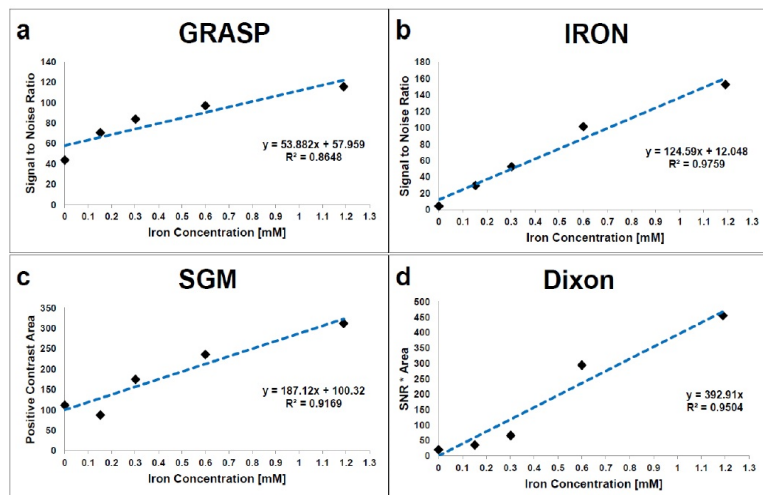 a
GRASP
Signal to Noise Ratio
140
120
100
80
60
40
20
0
y = 53.882x + 57.959
R² = 0.8648
0 0.1 0.2 0.3 0.4 0.5 0.6 0.7 0.8 0.9 1 1.1 1.2 1.3
Iron Concentration [mM]
b
IRON
Signal to Noise Ratio
180
160
140
120
100
80
60
40
20
0
y = 124.59x + 12.048
R² = 0.9759
0 0.1 0.2 0.3 0.4 0.5 0.6 0.7 0.8 0.9 1 1.1 1.2 1.3
Iron Concentration [mM]
c
SGM
Positive Contrast Area
350
300
250
200
150
100
50
0
y = 187.12x + 100.32
R² = 0.9169
0 0.1 0.2 0.3 0.4 0.5 0.6 0.7 0.8 0.9 1 1.1 1.2 1.3
Iron Concentration [mM]
d
Dixon
SNR * Area
500
450
400
350
300
250
200
150
100
50
0
y = 392.91x
R² = 0.9504
0 0.1 0.2 0.3 0.4 0.5 0.6 0.7 0.8 0.9 1 1.1 1.2 1.3
Iron Concentration [mM]